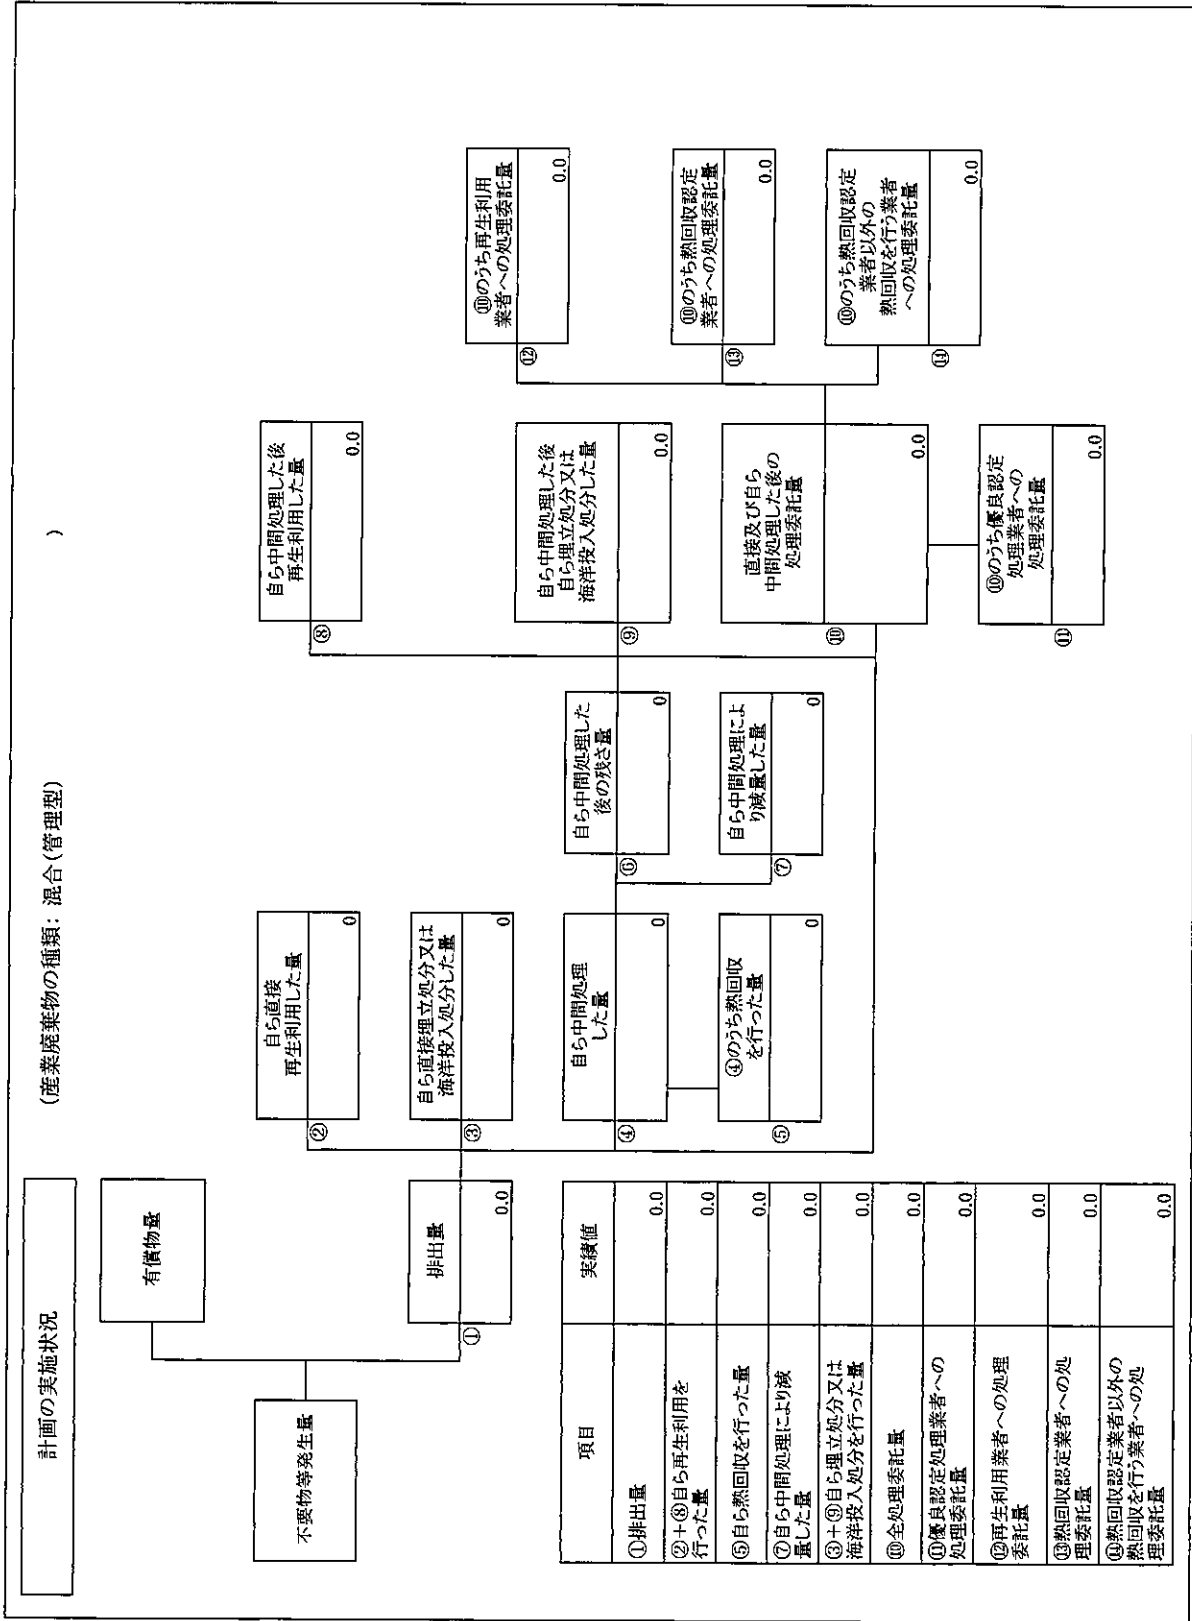 計画の実施状況
(産業廃棄物の種類: 混合(管理型)
)
不要物等発生量
有償物量
排出量
①
0.0
自ら直接
再生利用した量
②
0
自ら直接埋立処分又は
海洋投入処分した量
③
0
自ら中間処理
した量
④
0
④のうち熱回収
を行った量
⑤
0
自ら中間処理した
後の残さ量
⑥
0
自ら中間処理によ
り減量した量
⑦
0
自ら中間処理した後
再生利用した量
⑧
0.0
自ら中間処理した後
自ら埋立処分又は
海洋投入処分した量
⑨
0.0
直接及び自ら
中間処理した後の
処理委託量
⑩
0.0
⑩のうち優良認定
処理業者への
処理委託量
⑪
0.0
⑩のうち再生利用
業者への処理委託量
⑫
0.0
⑩のうち熱回収認定
業者への処理委託量
⑬
0.0
⑩のうち熱回収認定
業者以外の
熱回収を行う業者
への処理委託量
⑭
0.0
項目 実績値
①排出量 0.0
②+⑧自ら再生利用を
行った量 0.0
⑤自ら熱回収を行った量 0.0
⑦自ら中間処理により減
量した量 0.0
③+⑨自ら埋立処分又は
海洋投入処分を行った量 0.0
⑩全処理委託量 0.0
⑪優良認定処理業者への
処理委託量 0.0
⑫再生利用業者への処理
委託量 0.0
⑬熱回収認定業者への処
理委託量 0.0
⑭熱回収認定業者以外の
熱回収を行う業者への処
理委託量 0.0